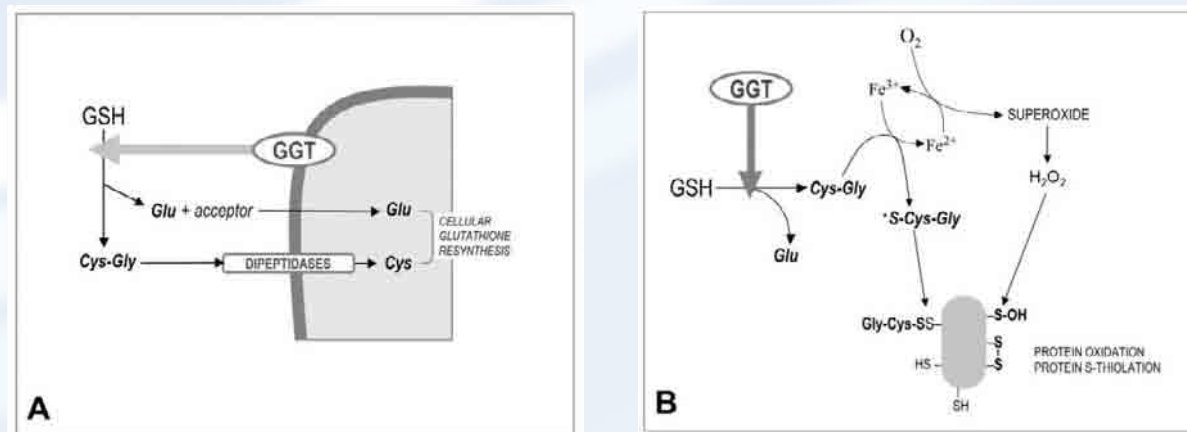 GSH
GGT
Glu + acceptor
Glu
CELLULAR
GLUTATHIONE
RESYNTHESIS
Cys-Gly
DIPEPTIDASES
Cys
A
O2
GGT
Fe3+
SUPEROXIDE
Fe2+
GSH
Cys-Gly
H2O2
*S-Cys-Gly
Glu
Gly-Cys-SS
S-OH
S
HS
S
PROTEIN OXIDATION
PROTEIN S-THIOLATION
SH
B